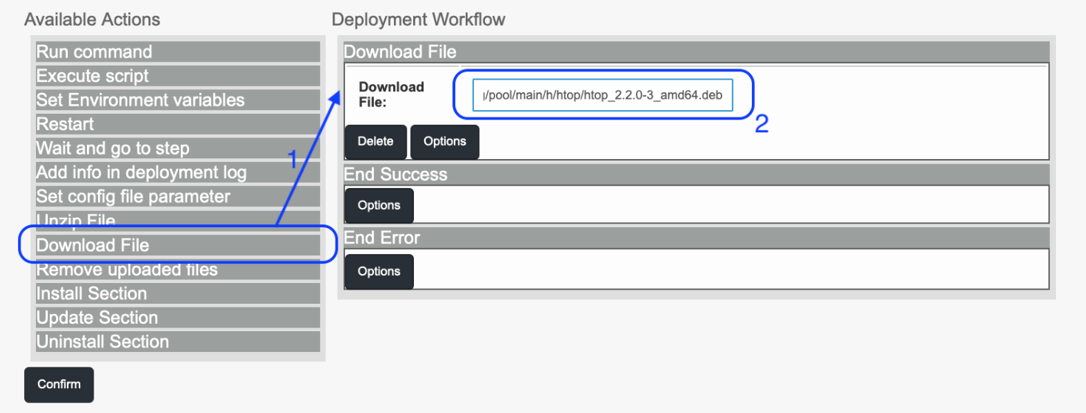 Available Actions
Run command
Execute script
Set Environment variables
Restart
Wait and go to step
Add info in deployment log
Set config file parameter
Unzip File
Download File
Remove uploaded files
Install Section
Update Section
Uninstall Section
Confirm
1
Deployment Workflow
Download File
Download
File:
/pool/main/h/htop/htop_2.2.0-3_amd64.deb
2
Delete
Options
End Success
Options
End Error
Options